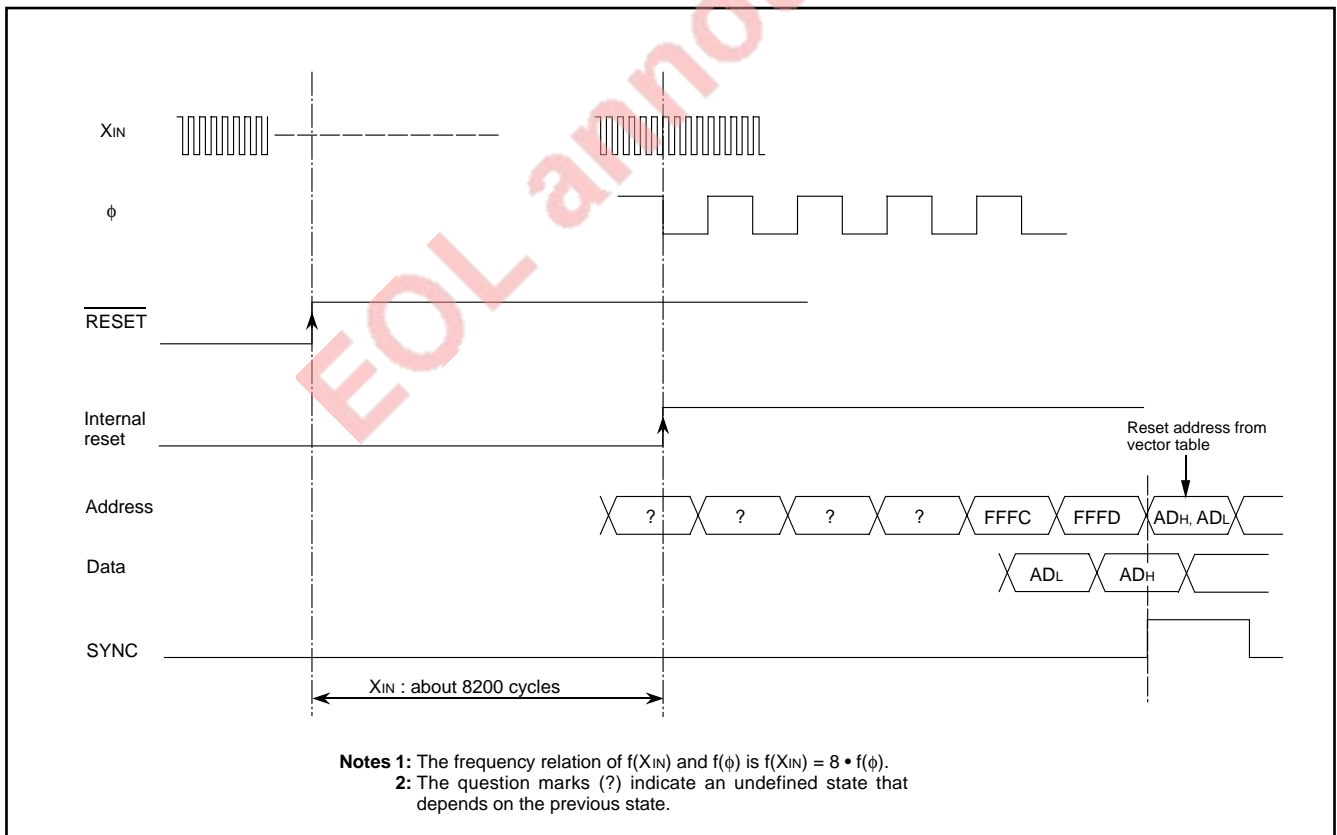 EOL anno
XIN
ϕ
RESET
Internal
reset
Reset address from
vector table
Address
? ? ? ? FFFC FFFD ADH, ADL
Data
ADL ADH
SYNC
XIN : about 8200 cycles
Notes 1: The frequency relation of f(XIN) and f(ϕ) is f(XIN) = 8 • f(ϕ).
2: The question marks (?) indicate an undefined state that
depends on the previous state.